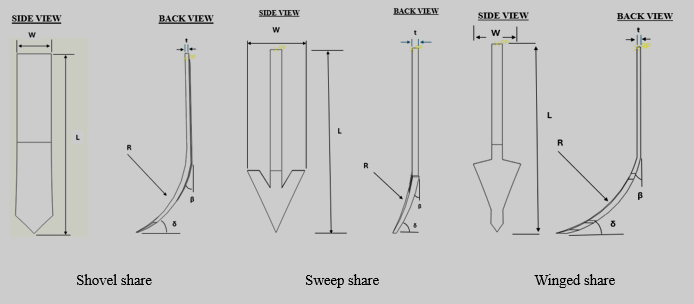 SIDE VIEW
W
L
BACK VIEW
t
R
β
δ
Shovel share
SIDE VIEW
W
L
BACK VIEW
t
R
β
δ
Sweep share
SIDE VIEW
W
L
BACK VIEW
t
R
β
δ
Winged share